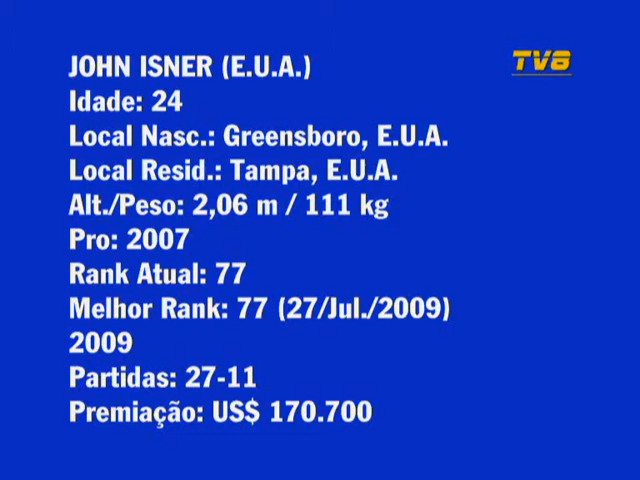 JOHN ISNER (E.U.A.)
TV8
Idade: 24
Local Nasc.: Greensboro, E.U.A.
Local Resid.: Tampa, E.U.A.
Alt./Peso: 2,06 m / 111 kg
Pro: 2007
Rank Atual: 77
Melhor Rank: 77 (27/Jul./2009)
2009
Partidas: 27-11
Premiação: US$ 170.700